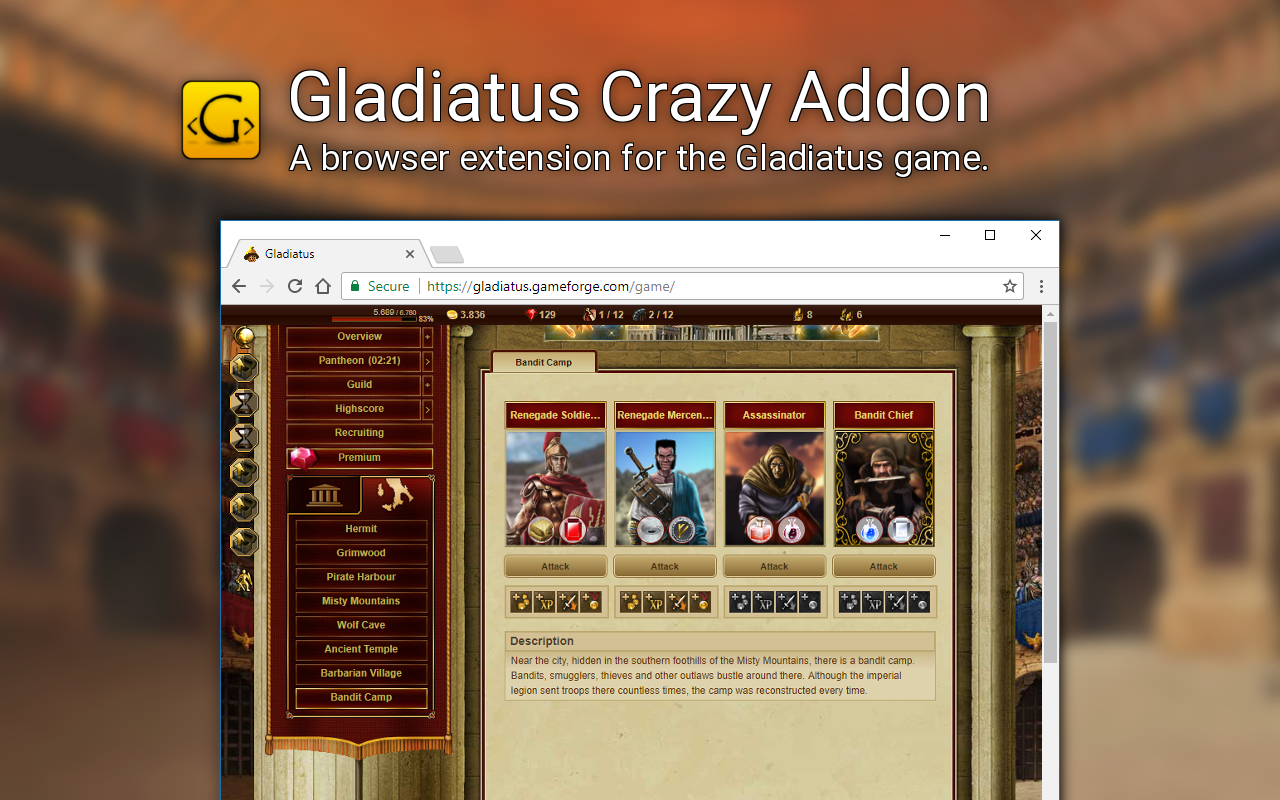 G
Gladiatus Crazy Addon
A browser extension for the Gladiatus game.
Gladiatus
Secure
https://gladiatus.gameforge.com/game/
5.689 / 6.780
83%
3.836
129
1 / 12
2 / 12
8
6
Overview
+
Pantheon (02:21)
>
Guild
+
Highscore
>
Recruiting
Premium
Hermit
Grimwood
Pirate Harbour
Misty Mountains
Wolf Cave
Ancient Temple
Barbarian Village
Bandit Camp
Bandit Camp
Renegade Soldie...
Renegade Mercen...
Assassinator
Bandit Chief
Attack
Attack
Attack
Attack
XP
XP
XP
XP
Description
Near the city, hidden in the southern foothills of the Misty Mountains, there is a bandit camp.
Bandits, smugglers, thieves and other outlaws bustle around there. Although the imperial
legion sent troops there countless times, the camp was reconstructed every time.